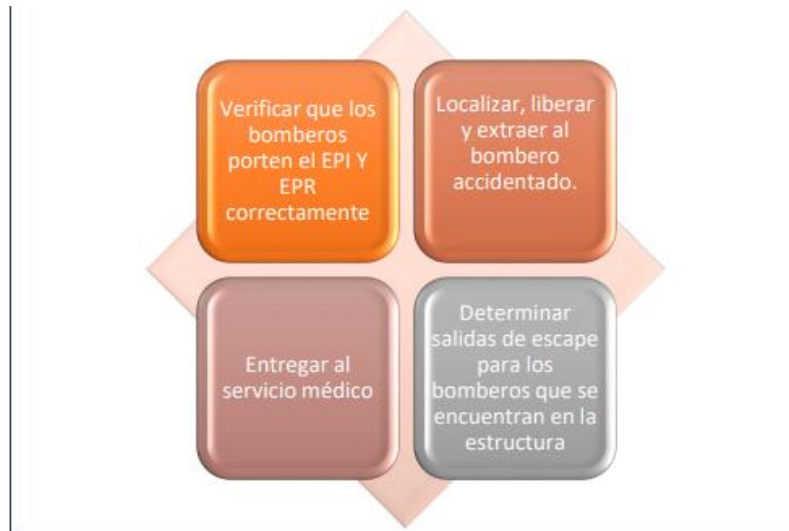 Verificar que los
bomberos
porten el EPI Y
EPR
correctamente
Localizar, liberar
y extraer al
bombero
accidentado.
Entregar al
servicio médico
Determinar
salidas de escape
para los
bomberos que se
encuentran en la
estructura